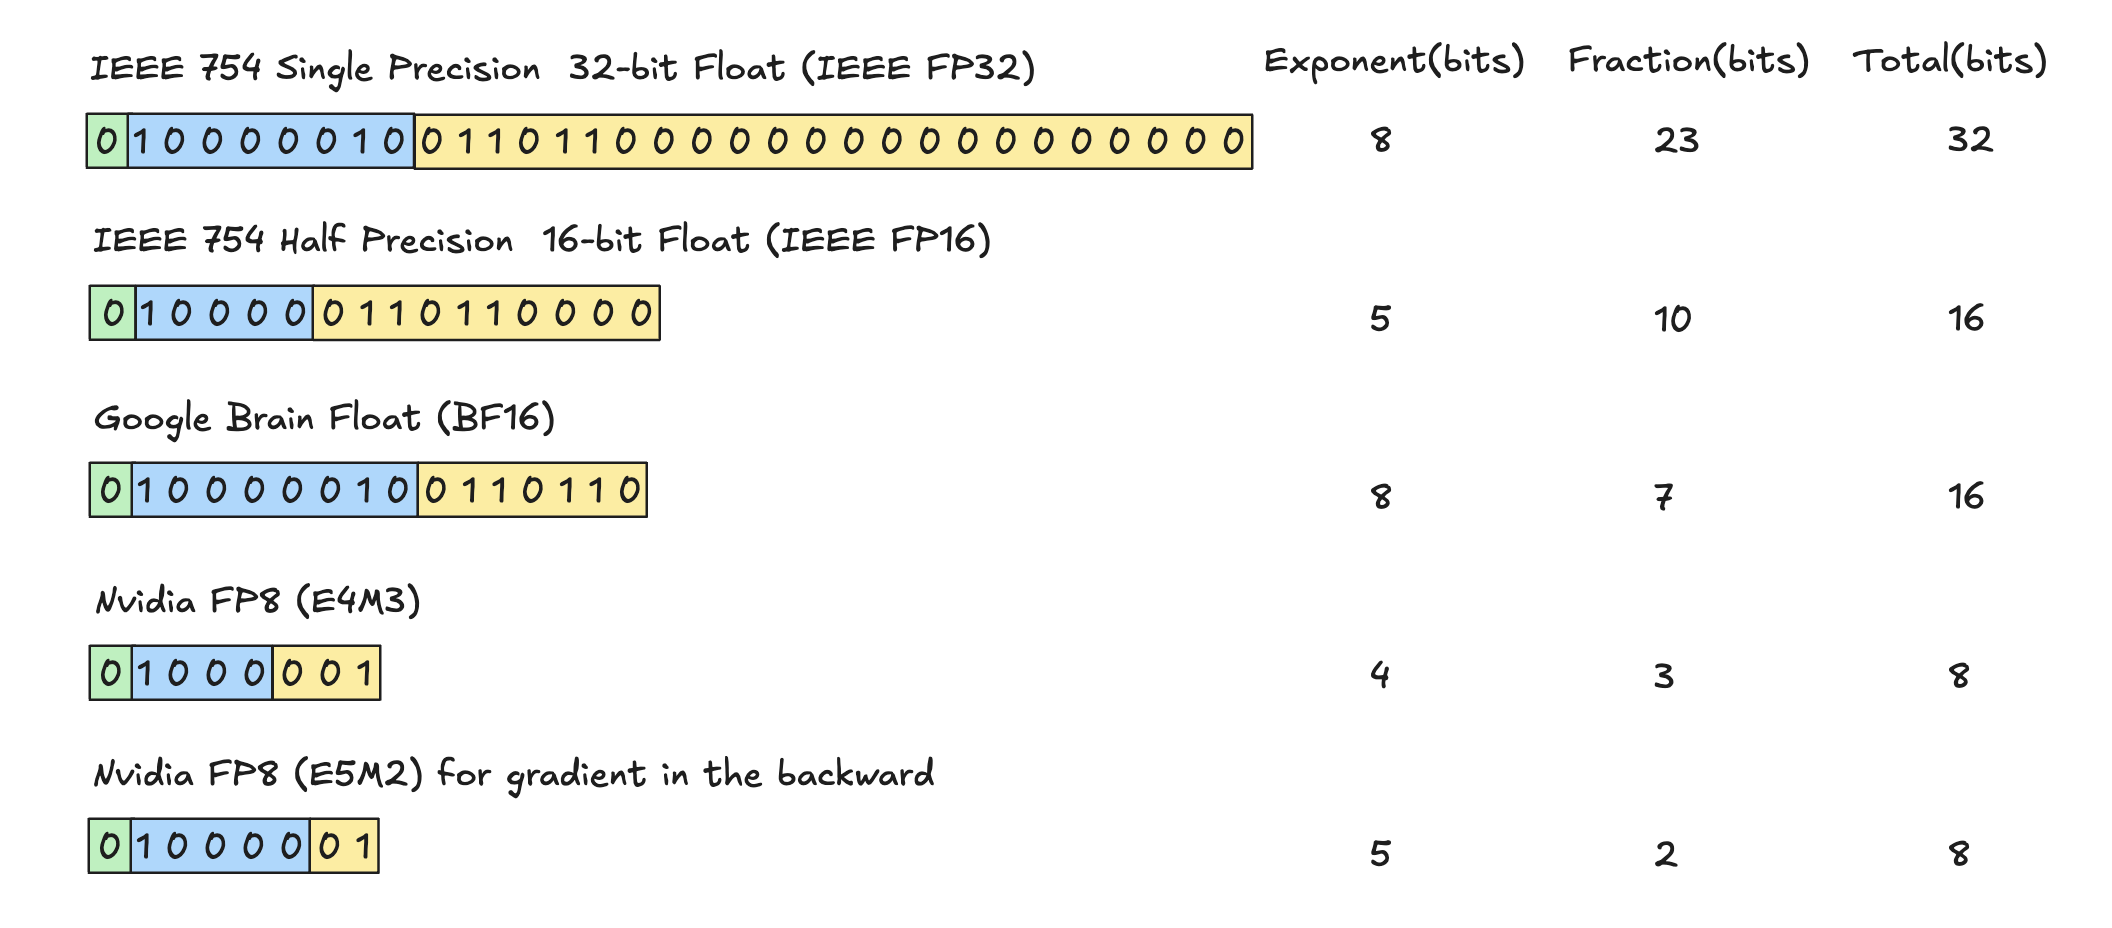 IEEE 754 Single Precision 32-bit Float (IEEE FP32) Exponent(bits) Fraction(bits) Total(bits)
0 1 0 0 0 0 0 1 0 0 1 1 0 1 1 0 0 0 0 0 0 0 0 0 0 0 0 0 0 0 0 0 8 23 32
IEEE 754 Half Precision 16-bit Float (IEEE FP16)
0 1 0 0 0 0 0 1 1 0 1 1 0 0 0 0 5 10 16
Google Brain Float (BF16)
0 1 0 0 0 0 0 1 0 0 1 1 0 1 1 0 8 7 16
Nvidia FP8 (E4M3)
0 1 0 0 0 0 0 1 4 3 8
Nvidia FP8 (E5M2) for gradient in the backward
0 1 0 0 0 0 0 1 5 2 8